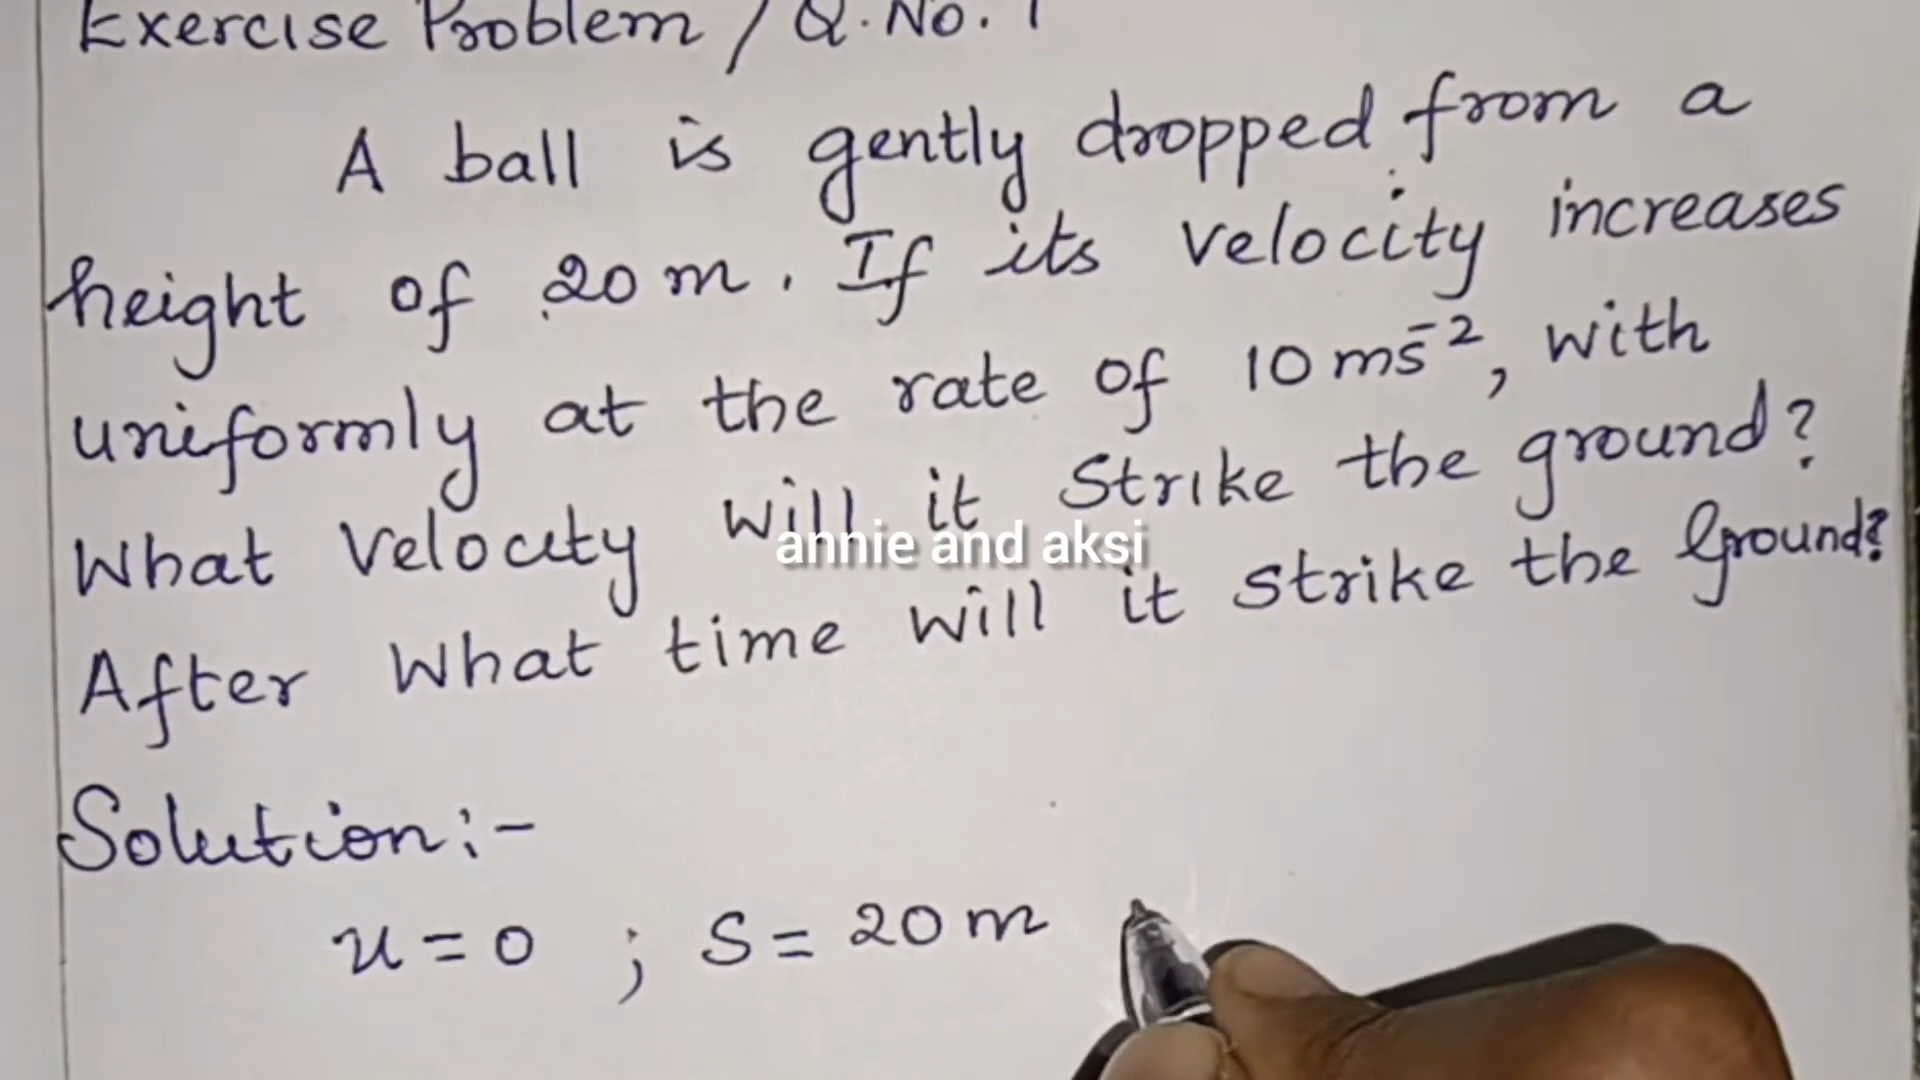 Exercise Problem / Q. No. 1
A ball is gently dropped from a
height of 20 m. If its velocity increases
uniformly at the rate of 10 ms⁻², with
What Velocity will it Strike the ground?
annie and aksi
After What time will it strike the Ground?
Solution:-
u = 0 ; S = 20 m